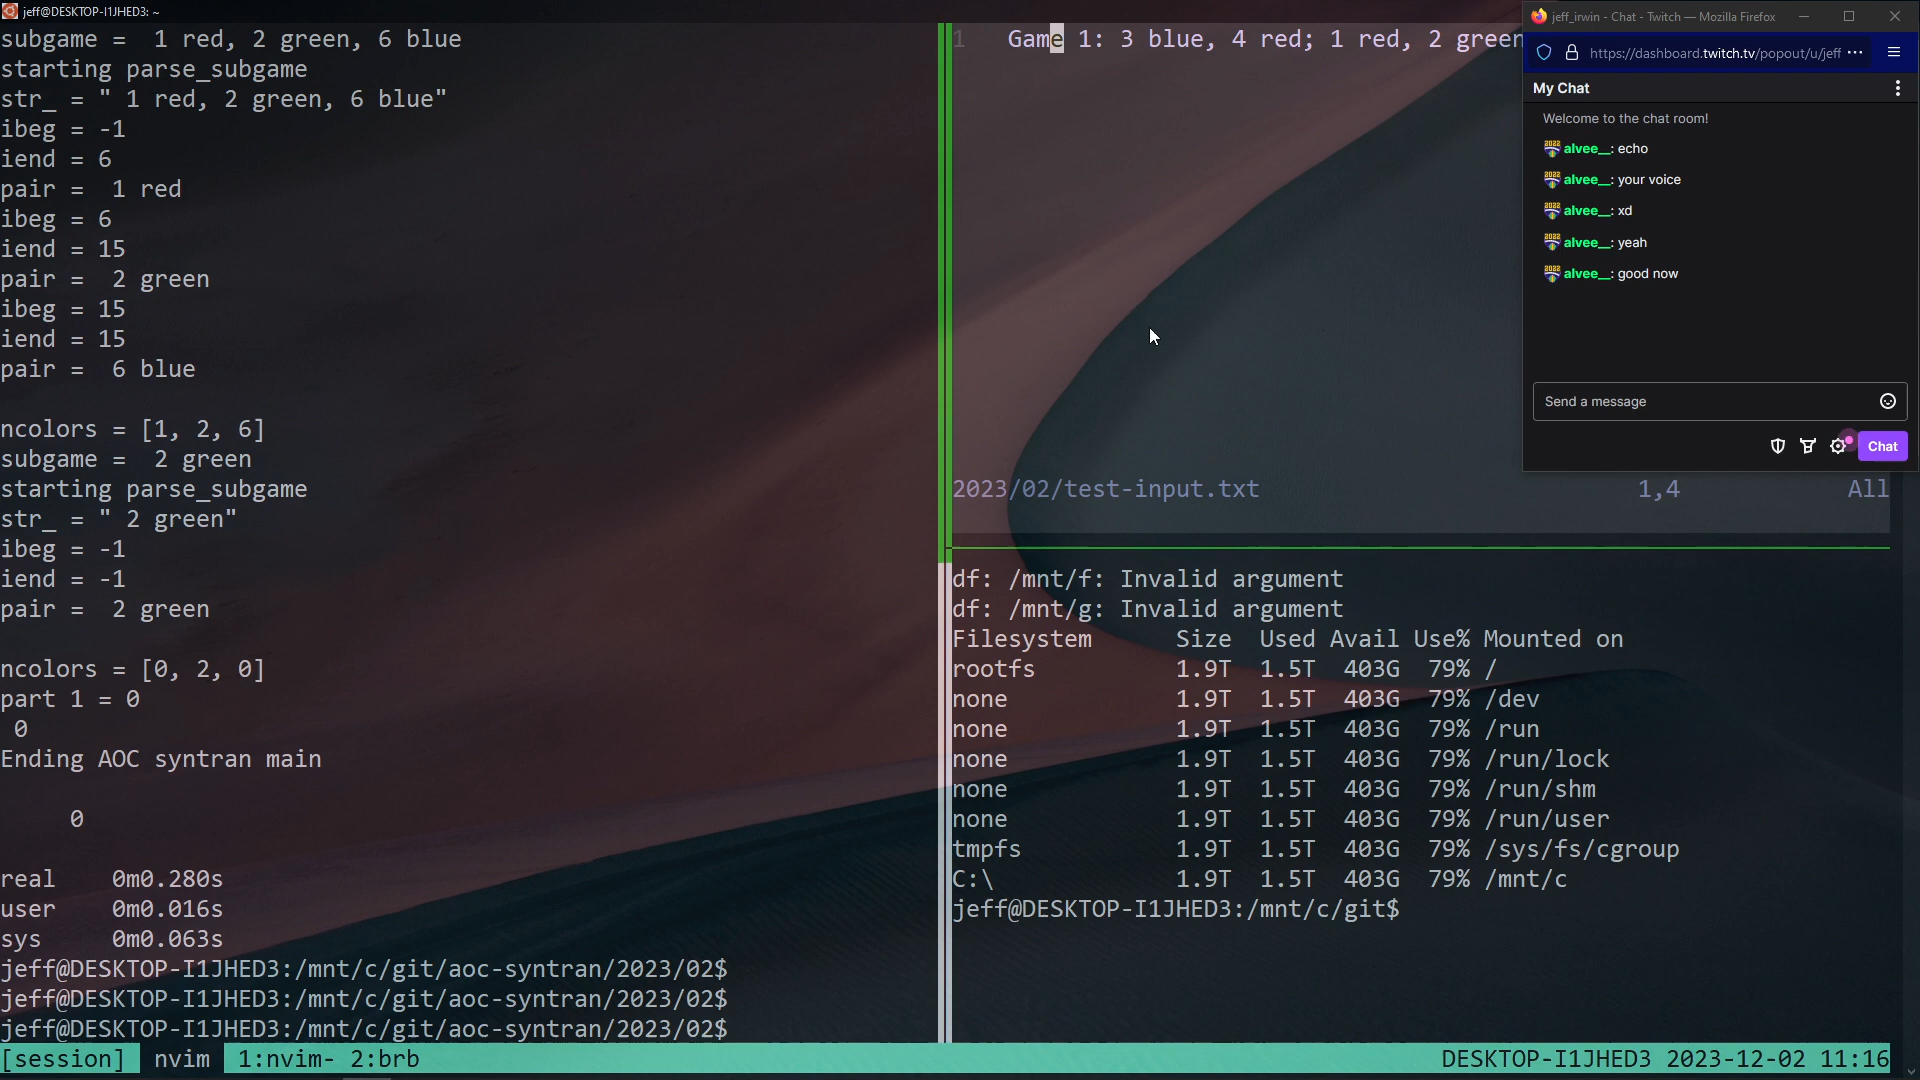 jeff@DESKTOP-I1JHED3: ~
subgame =  1 red, 2 green, 6 blue
starting parse_subgame
str_ = " 1 red, 2 green, 6 blue"
ibeg = -1
iend = 6
pair =  1 red
ibeg = 6
iend = 15
pair =  2 green
ibeg = 15
iend = 15
pair =  6 blue
ncolors = [1, 2, 6]
subgame =  2 green
starting parse_subgame
str_ = " 2 green"
ibeg = -1
iend = -1
pair =  2 green
ncolors = [0, 2, 0]
part 1 = 0
0
Ending AOC syntran main
0
real    0m0.280s
user    0m0.016s
sys     0m0.063s
jeff@DESKTOP-I1JHED3:/mnt/c/git/aoc-syntran/2023/02$
jeff@DESKTOP-I1JHED3:/mnt/c/git/aoc-syntran/2023/02$
jeff@DESKTOP-I1JHED3:/mnt/c/git/aoc-syntran/2023/02$
1   Game 1: 3 blue, 4 red; 1 red, 2 green
2023/02/test-input.txt 1,4 All
df: /mnt/f: Invalid argument
df: /mnt/g: Invalid argument
Filesystem      Size  Used Avail Use% Mounted on
rootfs          1.9T  1.5T  403G  79% /
none            1.9T  1.5T  403G  79% /dev
none            1.9T  1.5T  403G  79% /run
none            1.9T  1.5T  403G  79% /run/lock
none            1.9T  1.5T  403G  79% /run/shm
none            1.9T  1.5T  403G  79% /run/user
tmpfs           1.9T  1.5T  403G  79% /sys/fs/cgroup
C:\             1.9T  1.5T  403G  79% /mnt/c
jeff@DESKTOP-I1JHED3:/mnt/c/git$
jeff_irwin - Chat - Twitch — Mozilla Firefox
https://dashboard.twitch.tv/popout/u/jeff
My Chat
Welcome to the chat room!
alvee__: echo
alvee__: your voice
alvee__: xd
alvee__: yeah
alvee__: good now
Send a message
Chat
[session] nvim 1:nvim- 2:brb DESKTOP-I1JHED3 2023-12-02 11:16